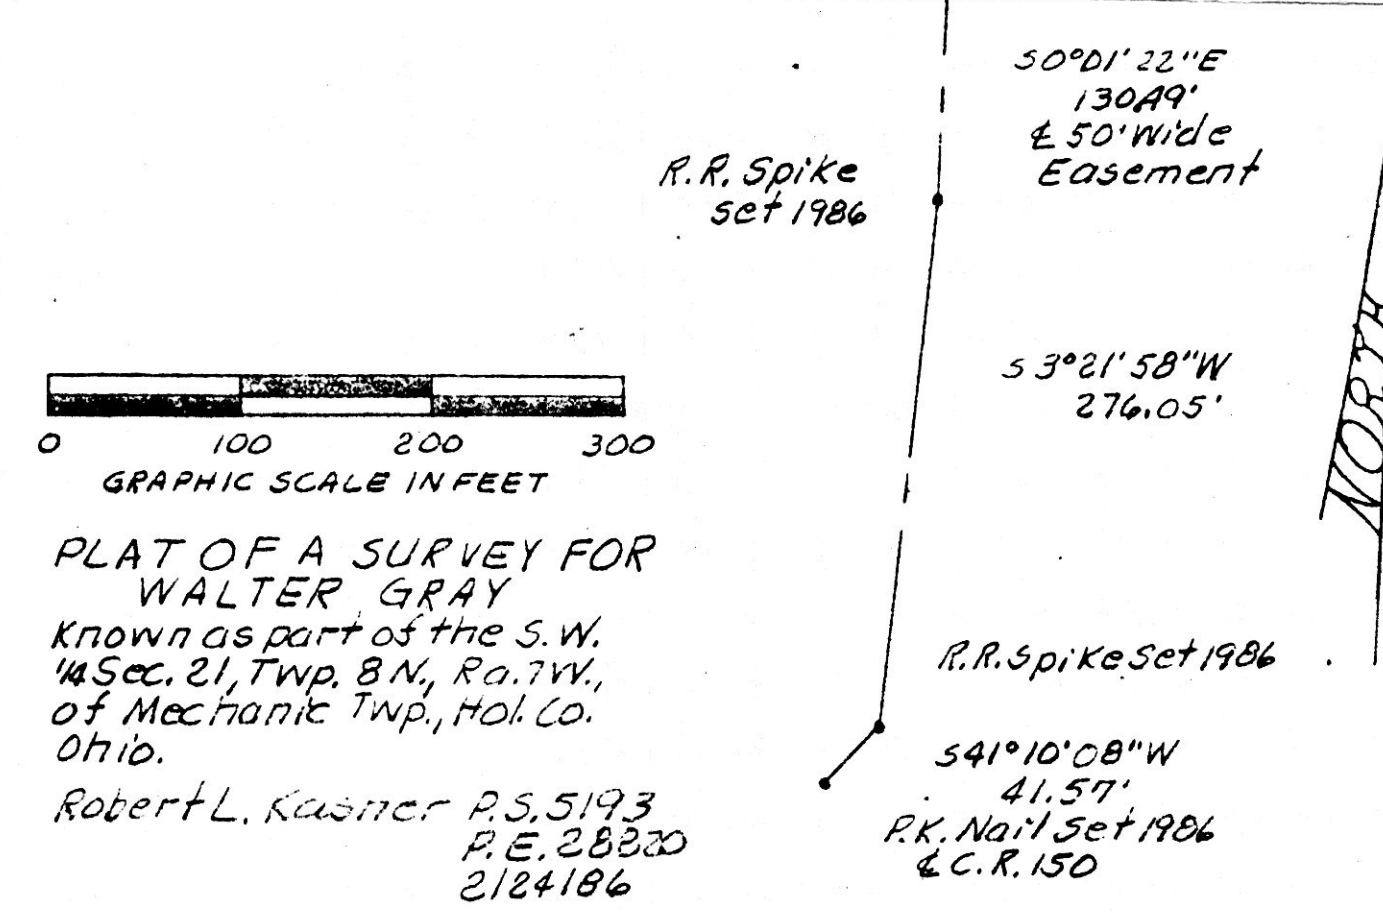 S0°01'22"E
130.49'
℄ 50' Wide
Easement
R.R. Spike
set 1986
S 3°21'58"W
276.05'
NORTH
0 100 200 300
GRAPHIC SCALE IN FEET
PLAT OF A SURVEY FOR
WALTER GRAY
Known as part of the S.W.
1/4 Sec. 21, Twp. 8 N., Ra. 7W.,
of Mechanic Twp., Hol. Co.
Ohio.
Robert L. Kasner P.S. 5193
P.E. 28820
2/24/86
R.R. Spike Set 1986
S41°10'08"W
41.57'
P.K. Nail Set 1986
℄ C.R. 150